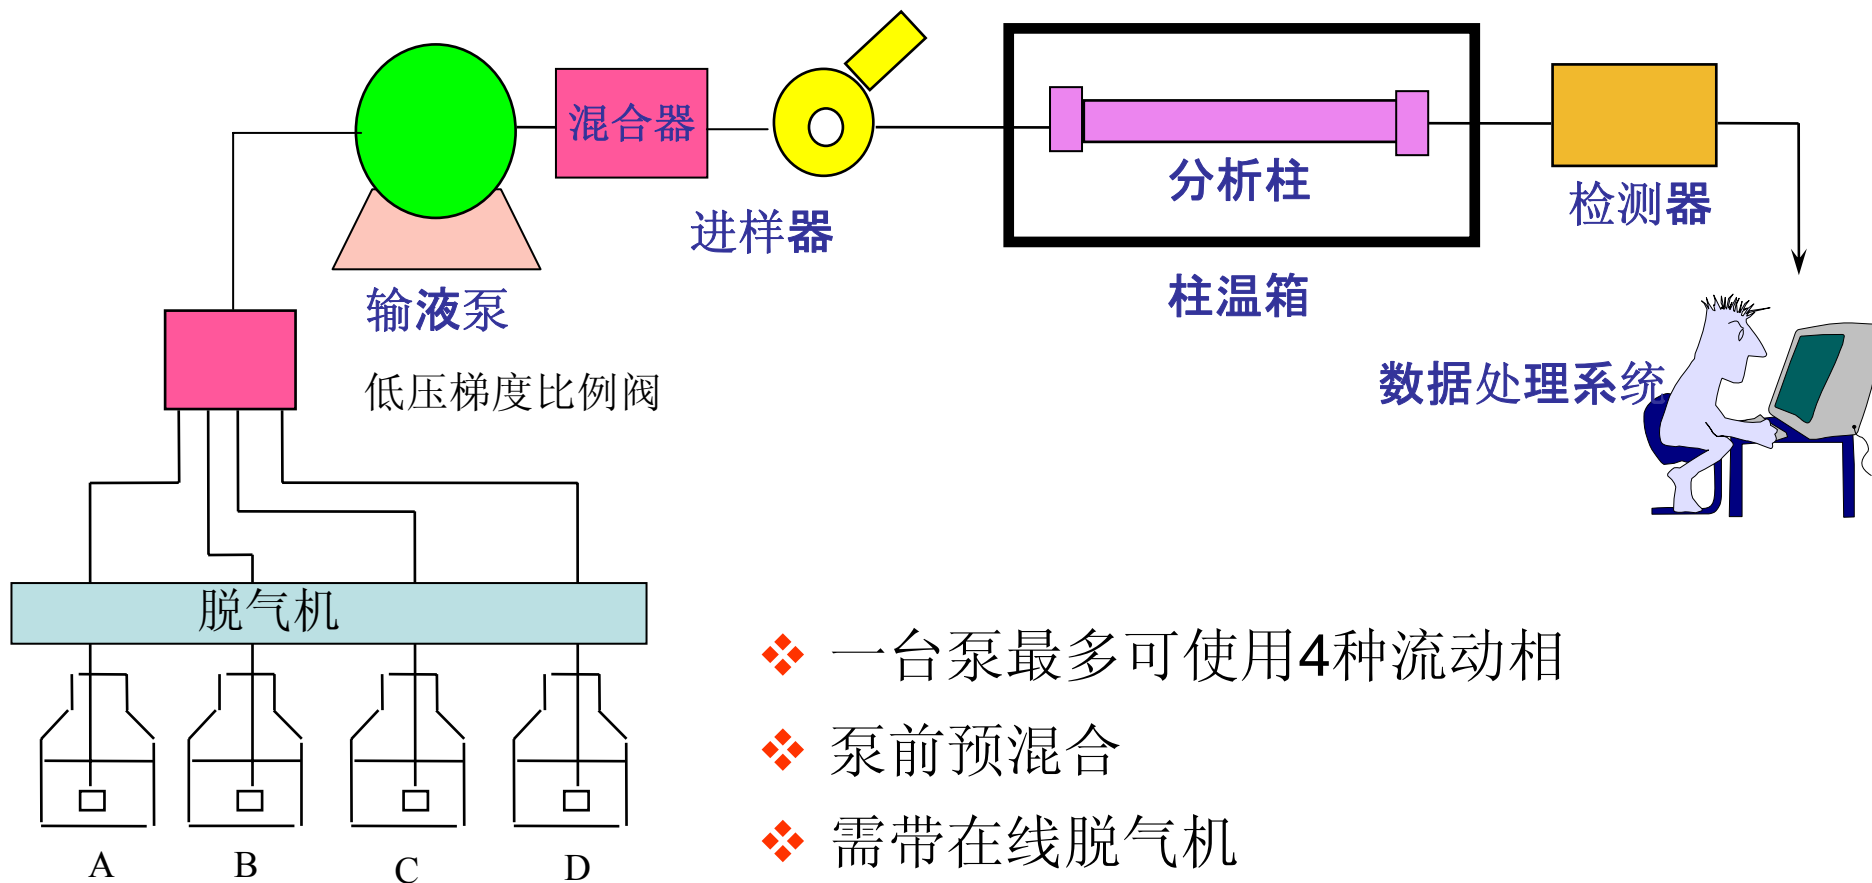 混合器
分析柱
进样器
检测器
柱温箱
输液泵
低压梯度比例阀
数据处理系统
脱气机
A
B
C
D
一台泵最多可使用4种流动相
泵前预混合
需带在线脱气机